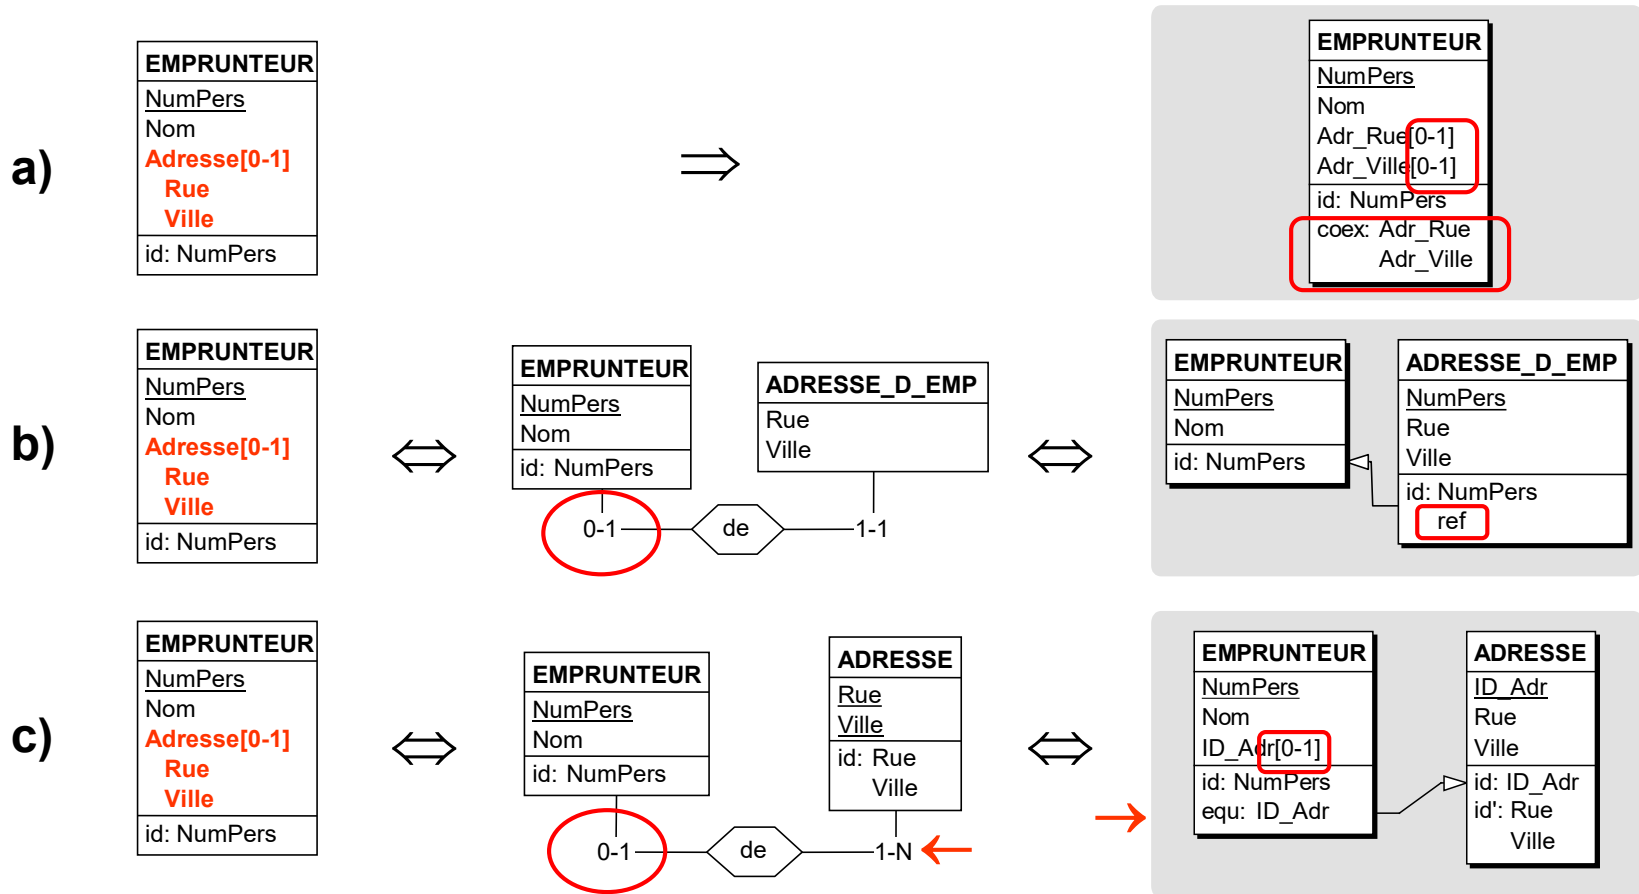 a)
EMPRUNTEUR
NumPers
Nom
Adresse[0-1]
Rue
Ville
id: NumPers
EMPRUNTEUR
NumPers
Nom
Adr_Rue[0-1]
Adr_Ville[0-1]
id: NumPers
coex: Adr_Rue
Adr_Ville
b)
EMPRUNTEUR
NumPers
Nom
Adresse[0-1]
Rue
Ville
id: NumPers
EMPRUNTEUR
NumPers
Nom
id: NumPers
0-1
de
1-1
ADRESSE_D_EMP
Rue
Ville
EMPRUNTEUR
NumPers
Nom
id: NumPers
ADRESSE_D_EMP
NumPers
Rue
Ville
id: NumPers
ref
c)
EMPRUNTEUR
NumPers
Nom
Adresse[0-1]
Rue
Ville
id: NumPers
EMPRUNTEUR
NumPers
Nom
id: NumPers
0-1
de
1-N
ADRESSE
Rue
Ville
id: Rue
Ville
EMPRUNTEUR
NumPers
Nom
ID_Adr[0-1]
id: NumPers
equ: ID_Adr
ADRESSE
ID_Adr
Rue
Ville
id: ID_Adr
id': Rue
Ville